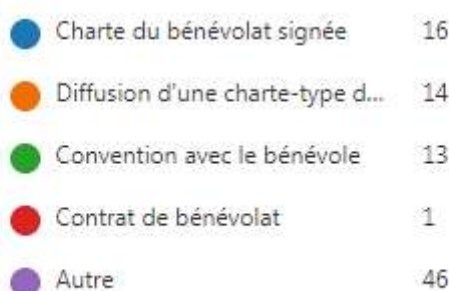 Charte du bénévolat signée 16
Diffusion d'une charte-type d... 14
Convention avec le bénévole 13
Contrat de bénévolat 1
Autre 46